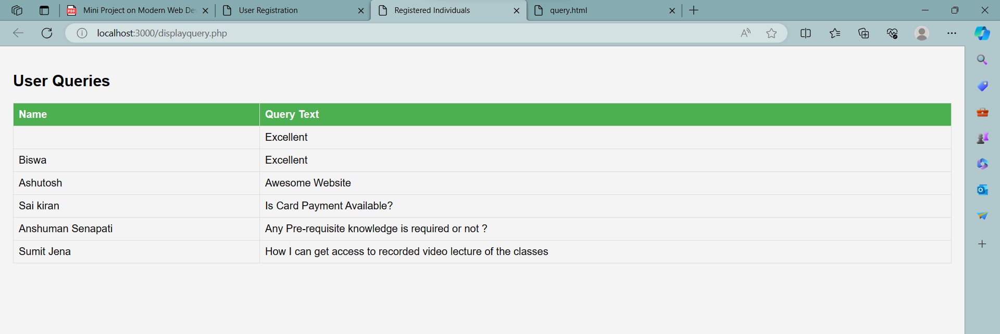 Mini Project on Modern Web De
User Registration
Registered Individuals
query.html
localhost:3000/displayquery.php
User Queries
Name Query Text
Excellent
Biswa Excellent
Ashutosh Awesome Website
Sai kiran Is Card Payment Available?
Anshuman Senapati Any Pre-requisite knowledge is required or not ?
Sumit Jena How I can get access to recorded video lecture of the classes